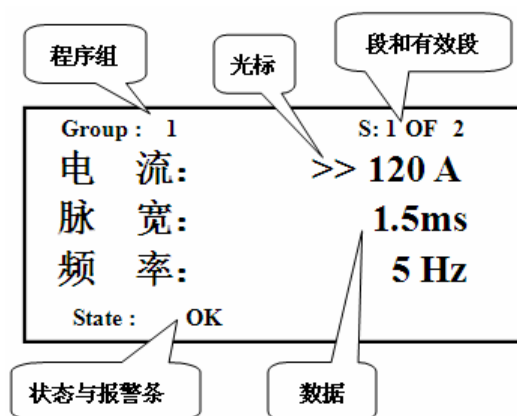 程序组
光标
段和有效段
Group : 1 S: 1 OF 2
电 流: >> 120 A
脉 宽: 1.5ms
频 率: 5 Hz
State : OK
状态与报警条
数据